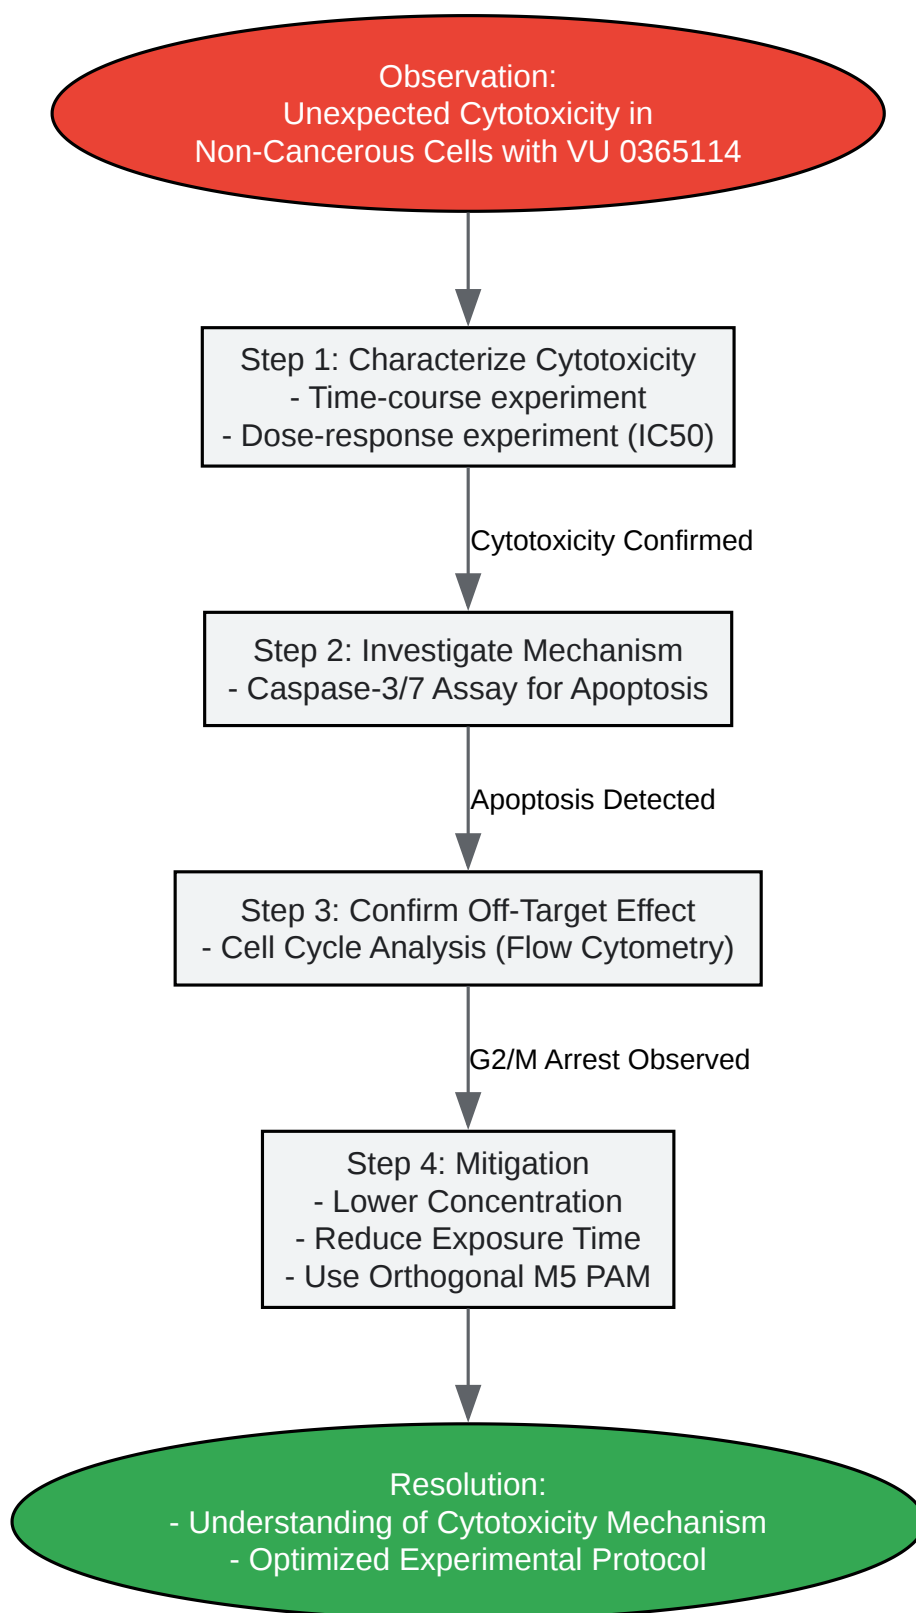 Observation:
Unexpected Cytotoxicity in
Non-Cancerous Cells with VU 0365114
Step 1: Characterize Cytotoxicity
- Time-course experiment
- Dose-response experiment (IC50)
Cytotoxicity Confirmed
Step 2: Investigate Mechanism
- Caspase-3/7 Assay for Apoptosis
Apoptosis Detected
Step 3: Confirm Off-Target Effect
- Cell Cycle Analysis (Flow Cytometry)
G2/M Arrest Observed
Step 4: Mitigation
- Lower Concentration
- Reduce Exposure Time
- Use Orthogonal M5 PAM
Resolution:
- Understanding of Cytotoxicity Mechanism
- Optimized Experimental Protocol